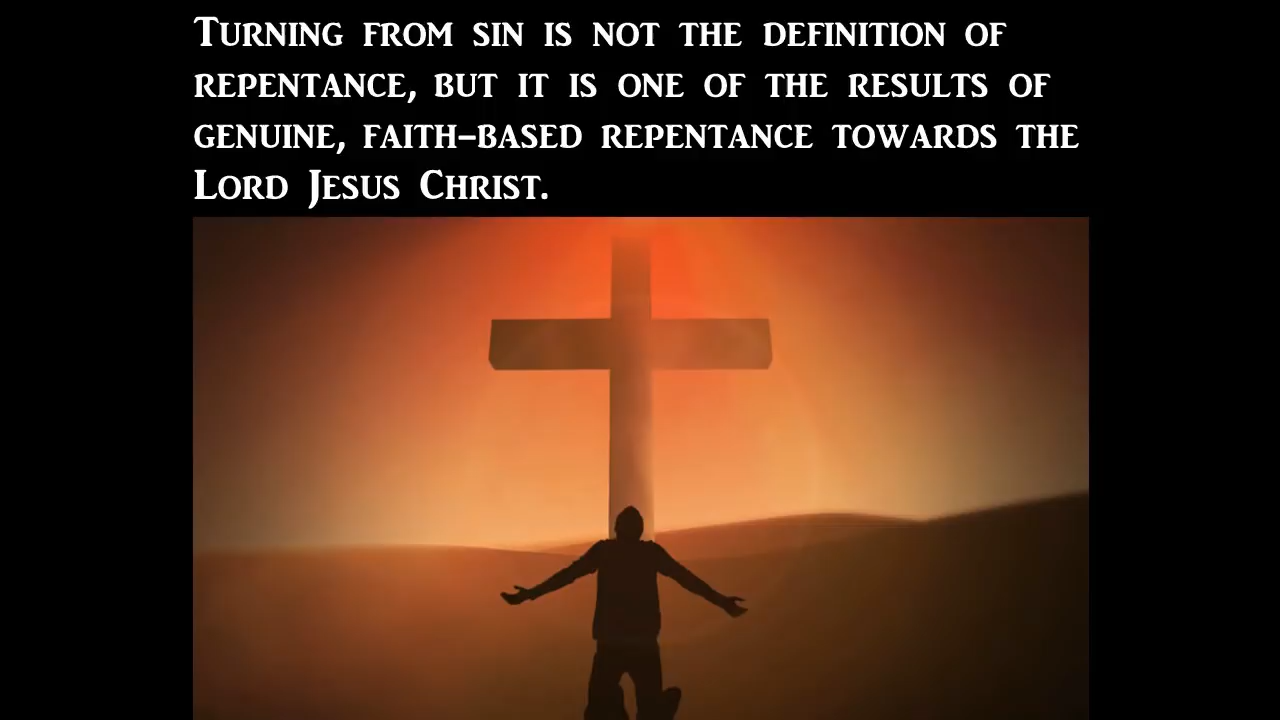 Turning from sin is not the definition of
repentance, but it is one of the results of
genuine, faith-based repentance towards the
Lord Jesus Christ.